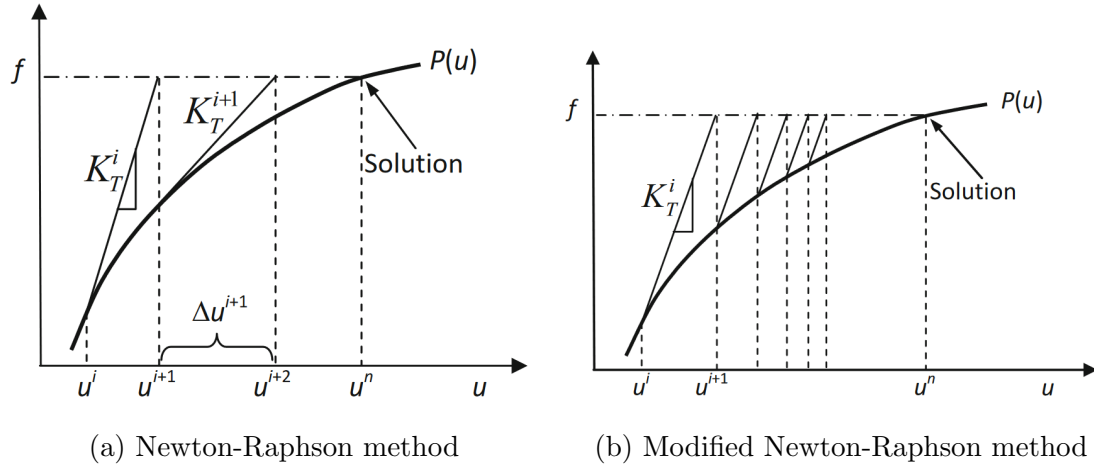 f
P(u)
K_T^{i+1}
K_T^i
Solution
Δu^{i+1}
u^i u^{i+1} u^{i+2} u^n u
(a) Newton-Raphson method
f
P(u)
K_T^i
Solution
u^i u^{i+1} u^n u
(b) Modified Newton-Raphson method